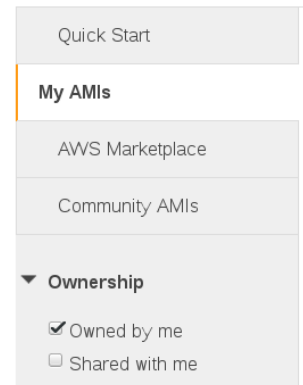 Quick Start
My AMIs
AWS Marketplace
Community AMIs
Ownership
Owned by me
Shared with me